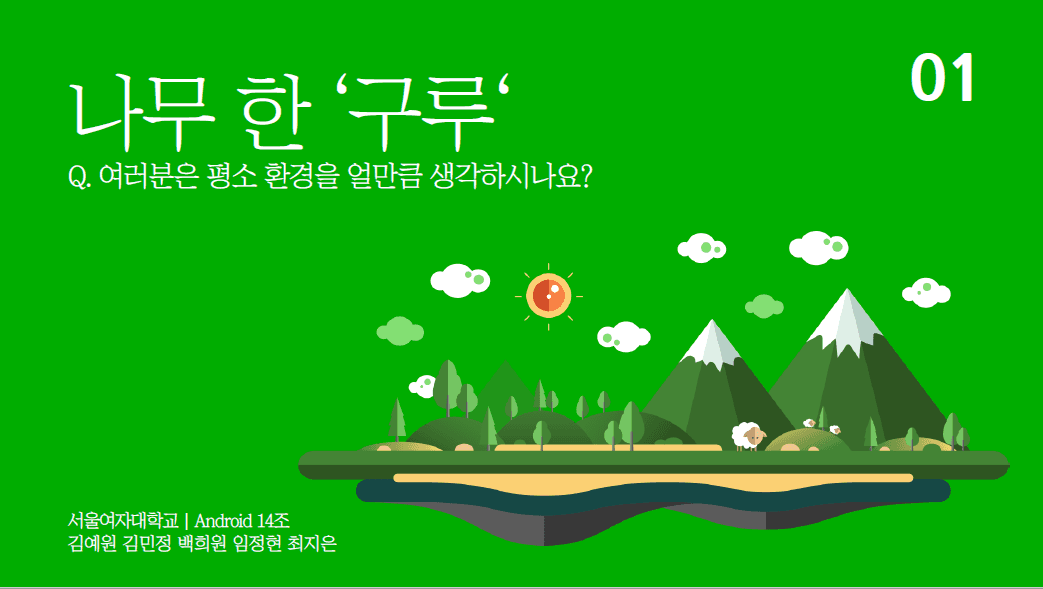 01
나무 한 ‘구루‘
Q. 여러분은 평소 환경을 얼만큼 생각하시나요?
서울여자대학교 | Android 14조
김예원 김민정 백희원 임정현 최지은